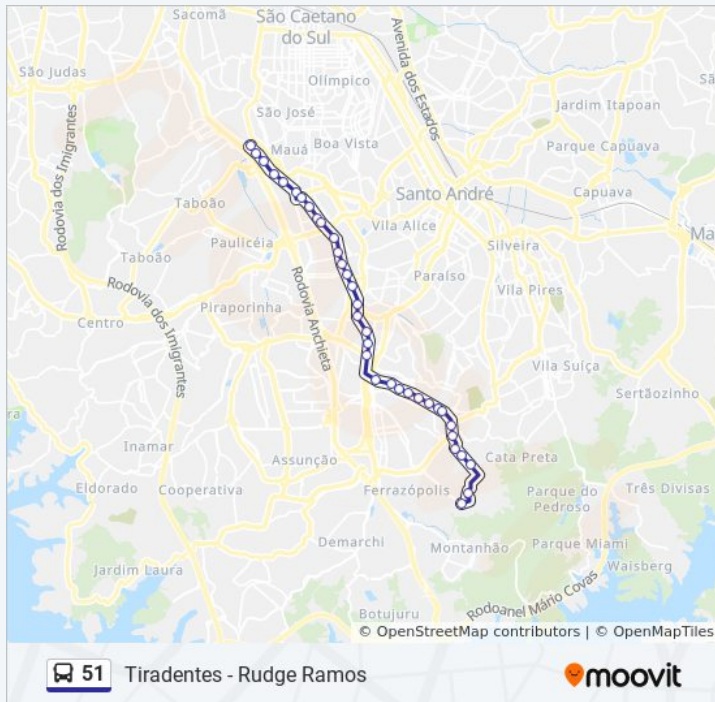 Sacomã
São Caetano
do Sul
Avenida dos Estados
São Judas
Olímpico
Jardim Itapoan
São José
Rodovia dos Imigrantes
Mauá
Boa Vista
Parque Capuava
Santo André
Capuava
Taboão
Vila Alice
Ma
Pauliceia
Silveira
Taboão
Rodovia dos Imigrantes
Rodovia Anchieta
Paraíso
Piraporinha
Vila Pires
Centro
Vila Suíça
Sertãozinho
Inamar
Assunção
Cata Preta
Eldorado
Cooperativa
Ferrazópolis
Parque do
Pedroso
Três Divisas
Demarchi
Montanhão
Parque Miami
Waisberg
Jardim Laura
Rodoanel Mário Covas
Botujuru
© OpenStreetMap contributors | © OpenMapTiles
51 Tiradentes - Rudge Ramos
moovit